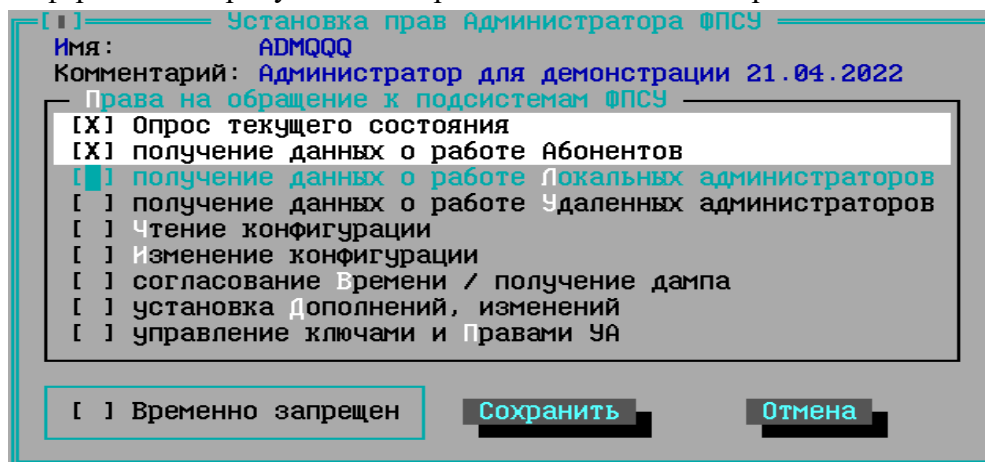 [▮] Установка прав Администратора ФПСУ
Имя: ADMQQQ
Комментарий: Администратор для демонстрации 21.04.2022
Права на обращение к подсистемам ФПСУ
[X] Опрос текущего состояния
[X] получение данных о работе Абонентов
[ ] получение данных о работе Локальных администраторов
[ ] получение данных о работе Удаленных администраторов
[ ] Чтение конфигурации
[ ] Изменение конфигурации
[ ] согласование Времени / получение дампа
[ ] установка Дополнений, изменений
[ ] управление ключами и Правами УА
[ ] Временно запрещен Сохранить Отмена